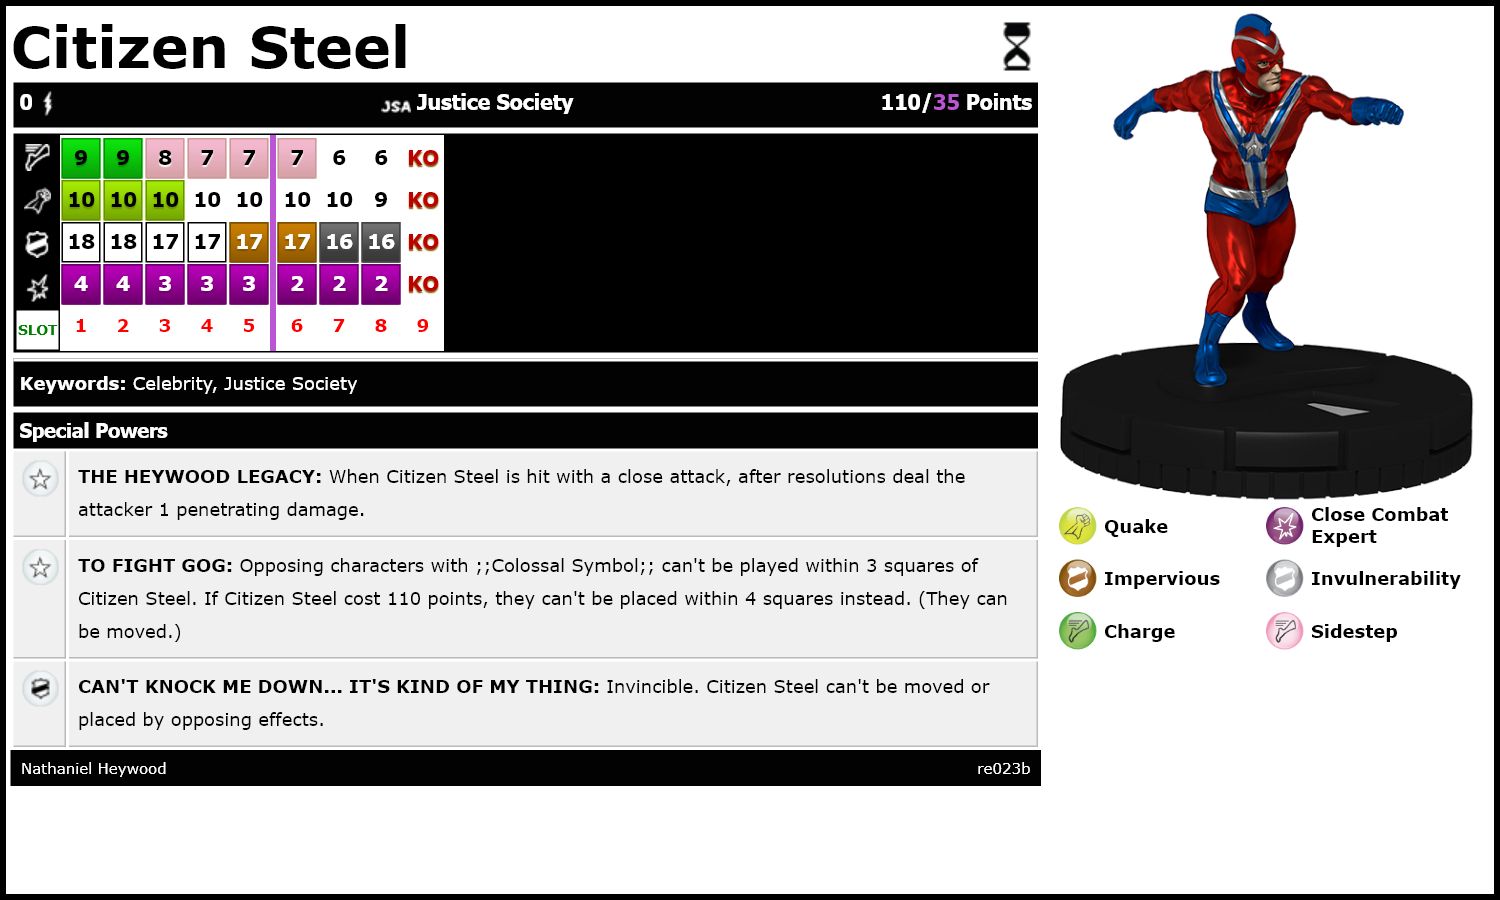 Citizen Steel
0 JSA Justice Society 110/35 Points
9 9 8 7 7 7 6 6 KO
10 10 10 10 10 10 10 9 KO
18 18 17 17 17 17 16 16 KO
4 4 3 3 3 2 2 2 KO
SLOT 1 2 3 4 5 6 7 8 9
Keywords: Celebrity, Justice Society
Special Powers
THE HEYWOOD LEGACY: When Citizen Steel is hit with a close attack, after resolutions deal the
attacker 1 penetrating damage.
TO FIGHT GOG: Opposing characters with ;;Colossal Symbol;; can't be played within 3 squares of
Citizen Steel. If Citizen Steel cost 110 points, they can't be placed within 4 squares instead. (They can
be moved.)
CAN'T KNOCK ME DOWN... IT'S KIND OF MY THING: Invincible. Citizen Steel can't be moved or
placed by opposing effects.
Nathaniel Heywood re023b
Quake
Close Combat
Expert
Impervious
Invulnerability
Charge
Sidestep